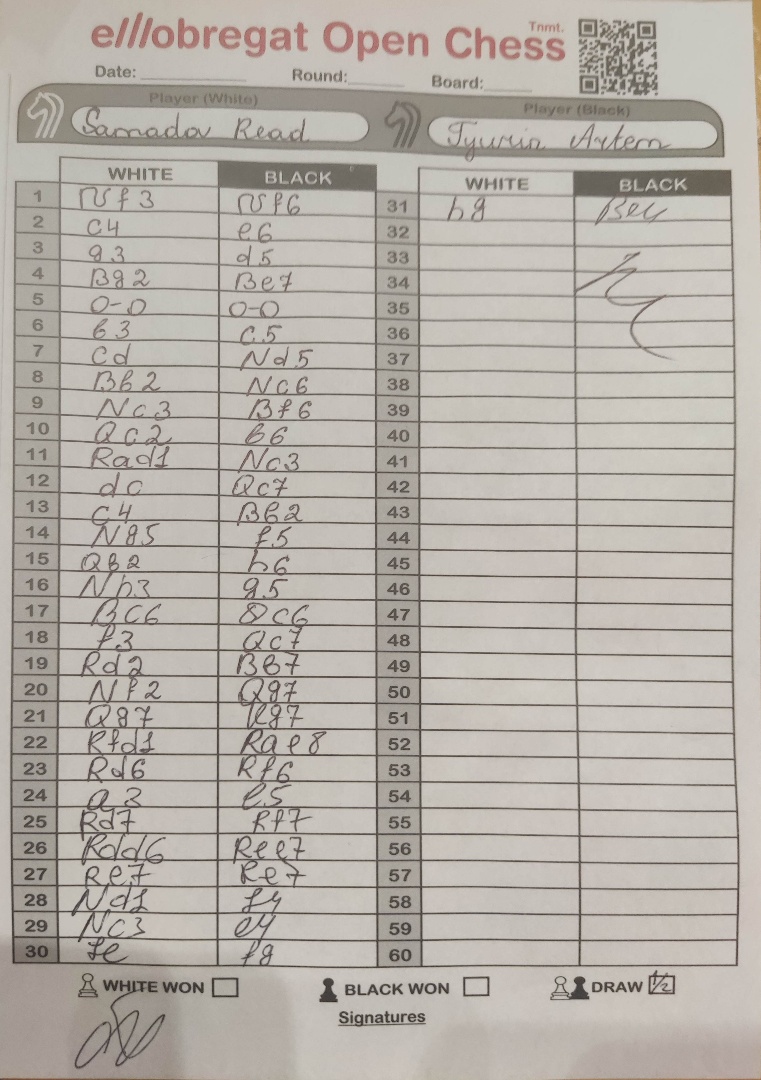 e///obregat Open Chess Tnmt.
Date: Round: Board:
Player (White) Player (Black)
Samadov Read Tyurin Artem
WHITE BLACK WHITE BLACK
1 Nf3 Nf6 31 hg Be4
2 c4 e6 32
3 g3 d5 33
4 Bg2 Be7 34
5 0-0 0-0 35
6 b3 c5 36
7 cd Nd5 37
8 Bb2 Nc6 38
9 Nc3 Bf6 39
10 Qc2 b6 40
11 Rad1 Nc3 41
12 dc Qc7 42
13 c4 Bb2 43
14 Ng5 f5 44
15 QB2 h6 45
16 Nh3 g5 46
17 BC6 Qc6 47
18 f3 Qc7 48
19 Rd2 Bb7 49
20 Nf2 Qg7 50
21 Qg7 Kg7 51
22 Rfd1 Rae8 52
23 Rd6 Rf6 53
24 a3 e5 54
25 Rd7 Rf7 55
26 Rdd6 Ree7 56
27 Re7 Re7 57
28 Nd1 f4 58
29 Nc3 e4 59
30 fe fg 60
WHITE WON BLACK WON DRAW 1/2
Signatures